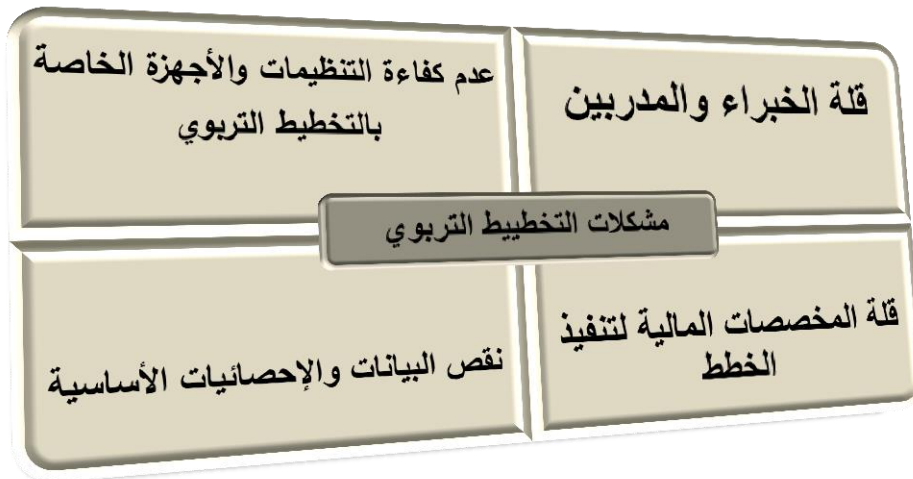 قلة الخبراء والمدربين
عدم كفاءة التنظيمات والأجهزة الخاصة
بالتخطيط التربوي
مشكلات التخطييط التربوي
قلة المخصصات المالية لتنفيذ
الخطط
نقص البيانات والإحصائيات الأساسية